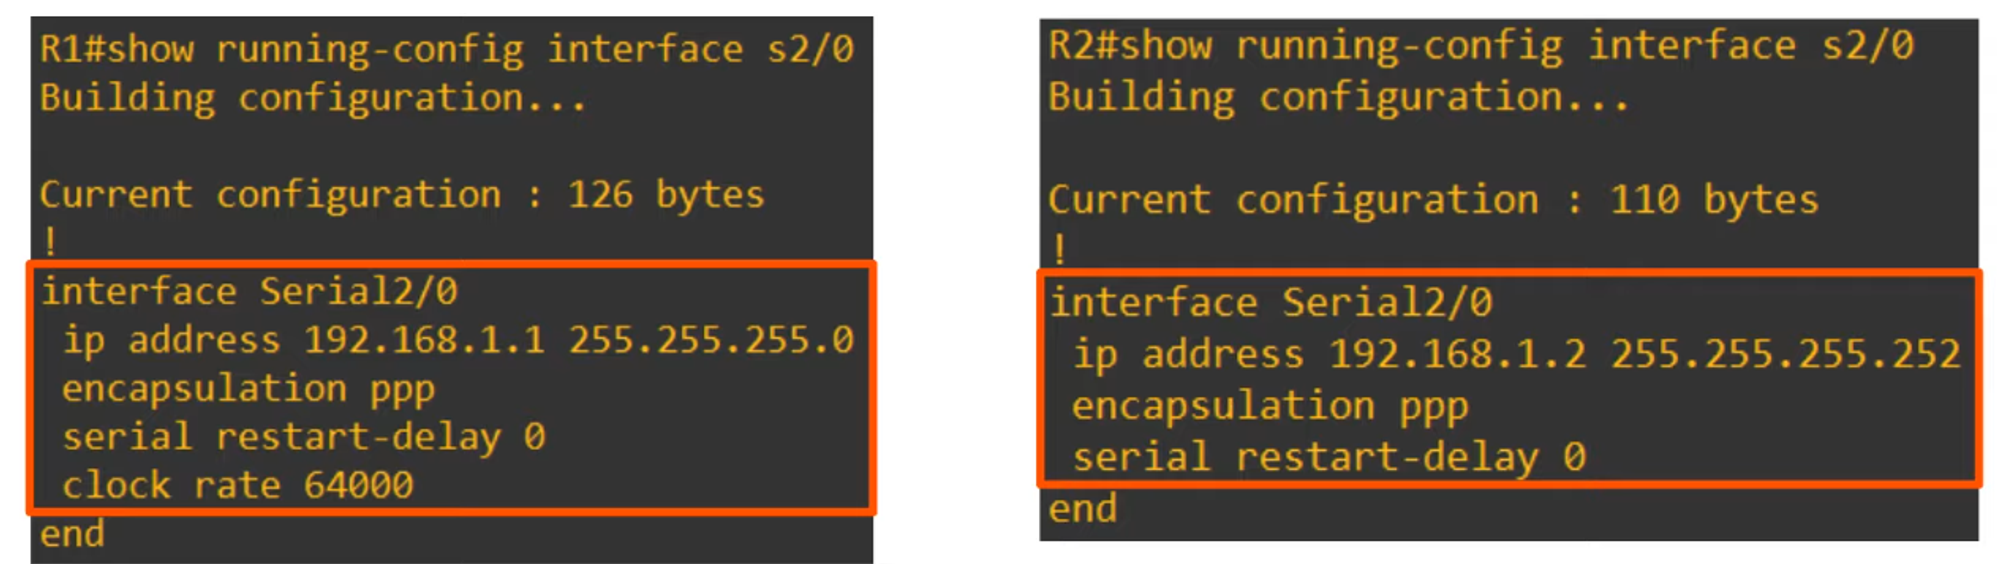 R1#show running-config interface s2/0
Building configuration...
Current configuration : 126 bytes
!
interface Serial2/0
ip address 192.168.1.1 255.255.255.0
encapsulation ppp
serial restart-delay 0
clock rate 64000
end
R2#show running-config interface s2/0
Building configuration...
Current configuration : 110 bytes
!
interface Serial2/0
ip address 192.168.1.2 255.255.255.252
encapsulation ppp
serial restart-delay 0
end